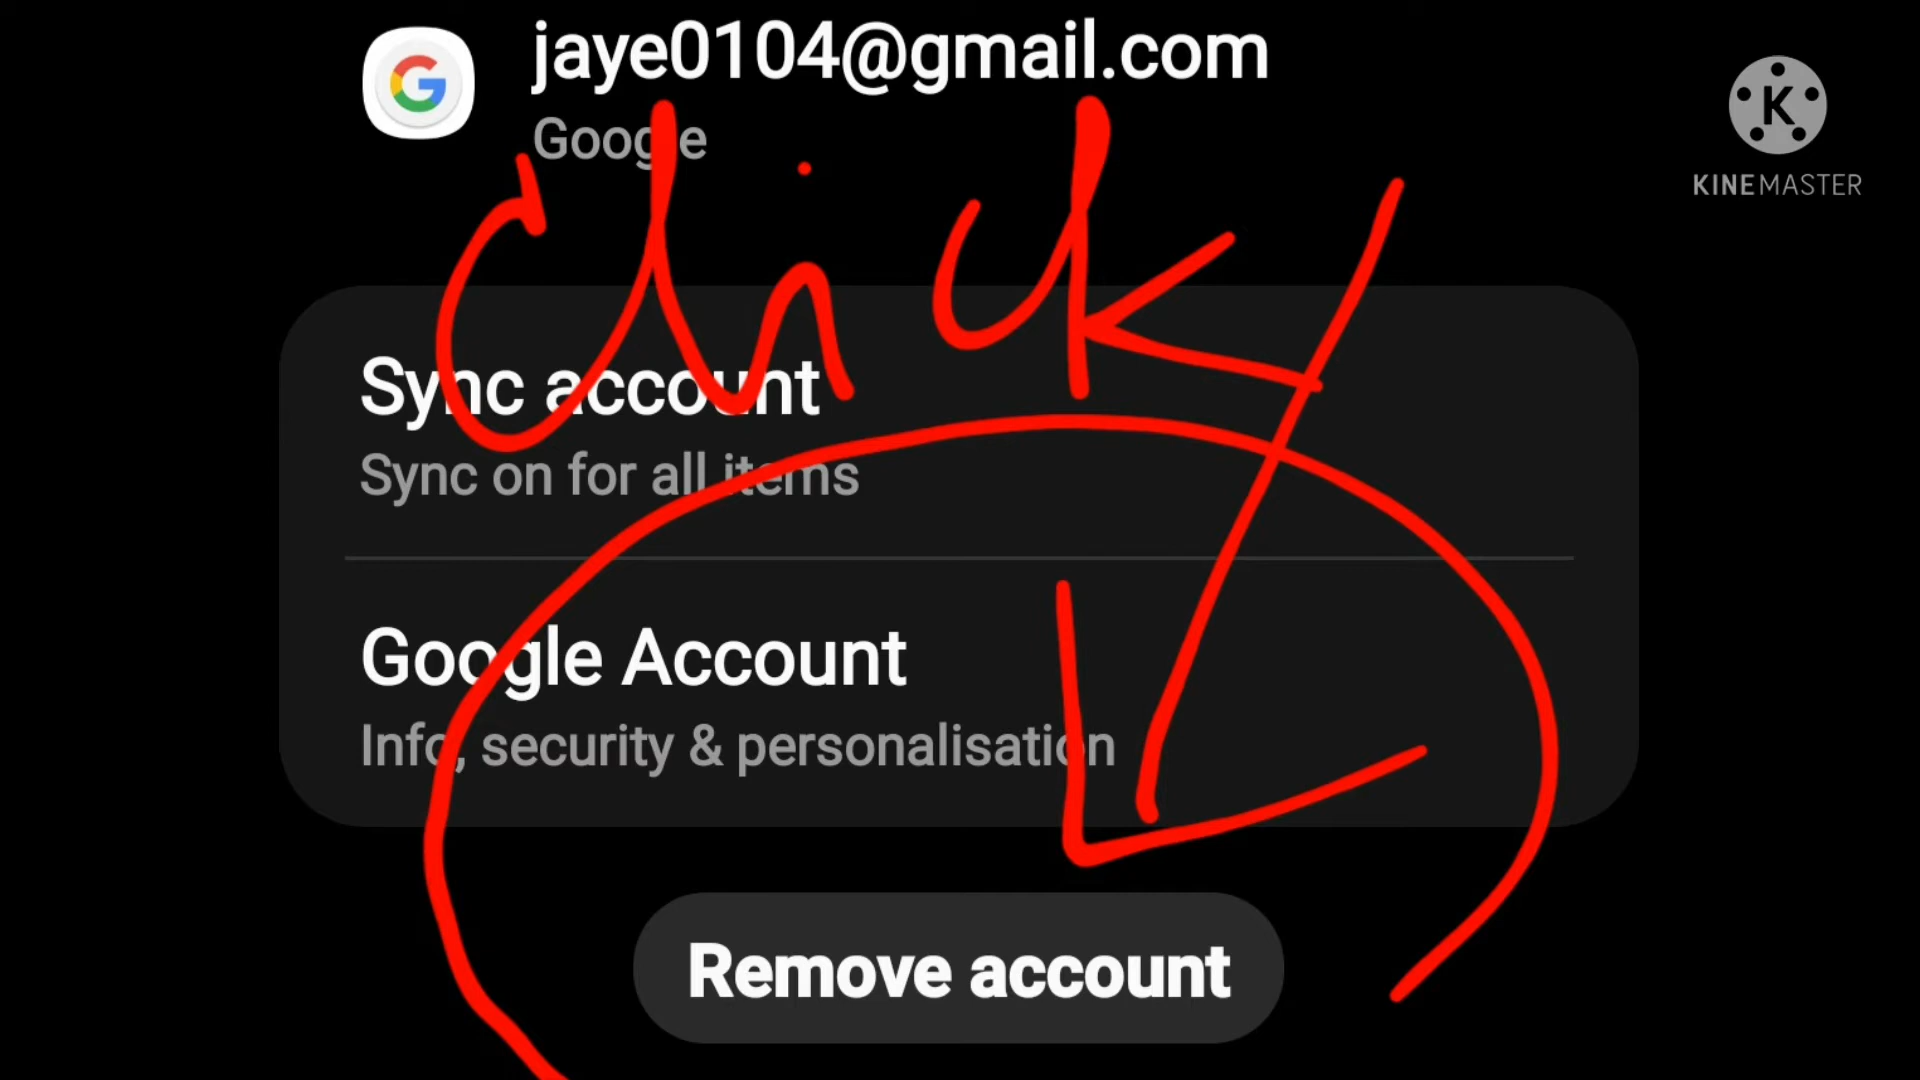 jaye0104@gmail.com
Google
KINEMASTER
click
Sync account
Sync on for all items
Google Account
Info, security & personalisation
Remove account